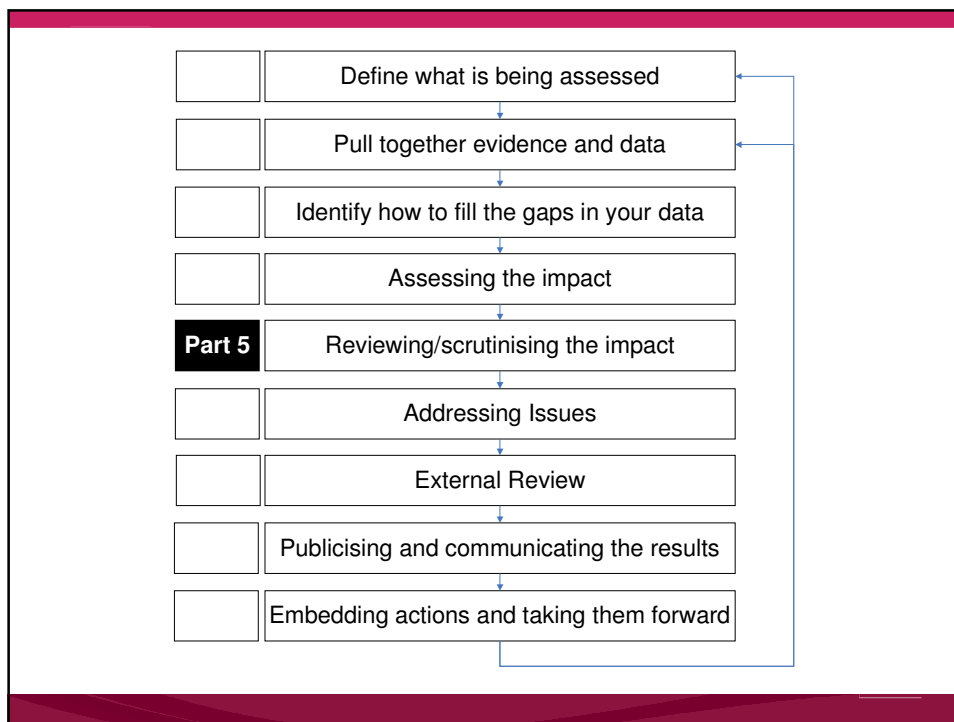 Define what is being assessed
Pull together evidence and data
Identify how to fill the gaps in your data
Assessing the impact
Part 5 Reviewing/scrutinising the impact
Addressing Issues
External Review
Publicising and communicating the results
Embedding actions and taking them forward